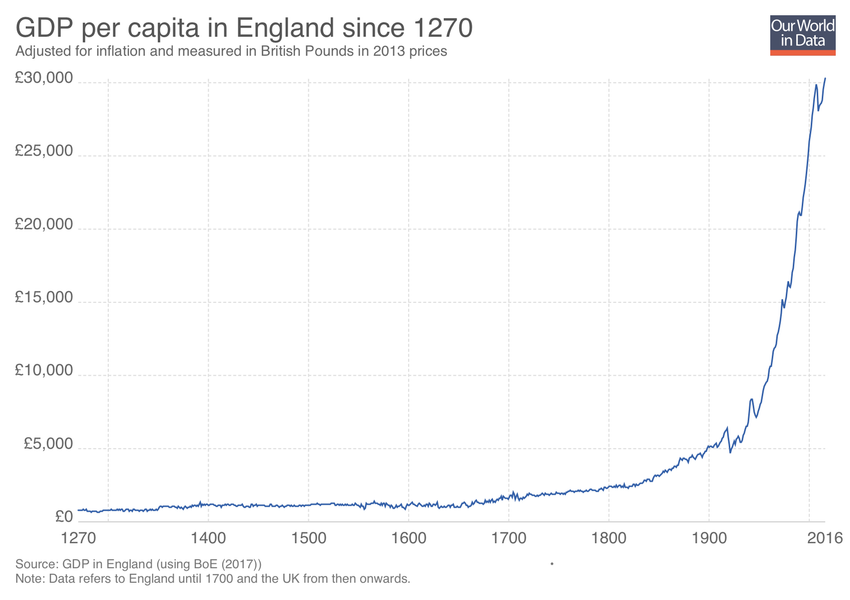 GDP per capita in England since 1270
Adjusted for inflation and measured in British Pounds in 2013 prices
Our World
in Data
£30,000
£25,000
£20,000
£15,000
£10,000
£5,000
£0
1270 1400 1500 1600 1700 1800 1900 2016
Source: GDP in England (using BoE (2017))
Note: Data refers to England until 1700 and the UK from then onwards.